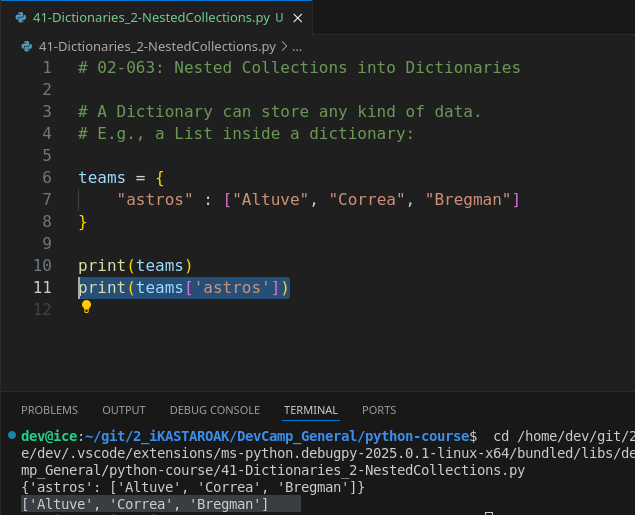 41-Dictionaries_2-NestedCollections.py U ×
41-Dictionaries_2-NestedCollections.py > ...
1 # 02-063: Nested Collections into Dictionaries
2
3 # A Dictionary can store any kind of data.
4 # E.g., a List inside a dictionary:
5
6 teams = {
7     "astros" : ["Altuve", "Correa", "Bregman"]
8 }
9
10 print(teams)
11 print(teams['astros'])
12
PROBLEMS OUTPUT DEBUG CONSOLE TERMINAL PORTS
dev@ice:~/git/2_iKASTAROAK/DevCamp_General/python-course$  cd /home/dev/git/2
e/dev/.vscode/extensions/ms-python.debugpy-2025.0.1-linux-x64/bundled/libs/de
mp_General/python-course/41-Dictionaries_2-NestedCollections.py
{'astros': ['Altuve', 'Correa', 'Bregman']}
['Altuve', 'Correa', 'Bregman']